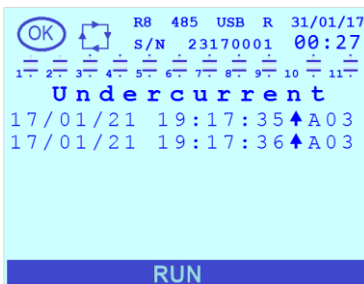 OK R8 485 USB R 31/01/17
S/N 23170001 00:27
1 2 3 4 5 6 7 8 9 10 11
Undercurrent
17/01/21 19:17:35↑A03
17/01/21 19:17:36↑A03
RUN